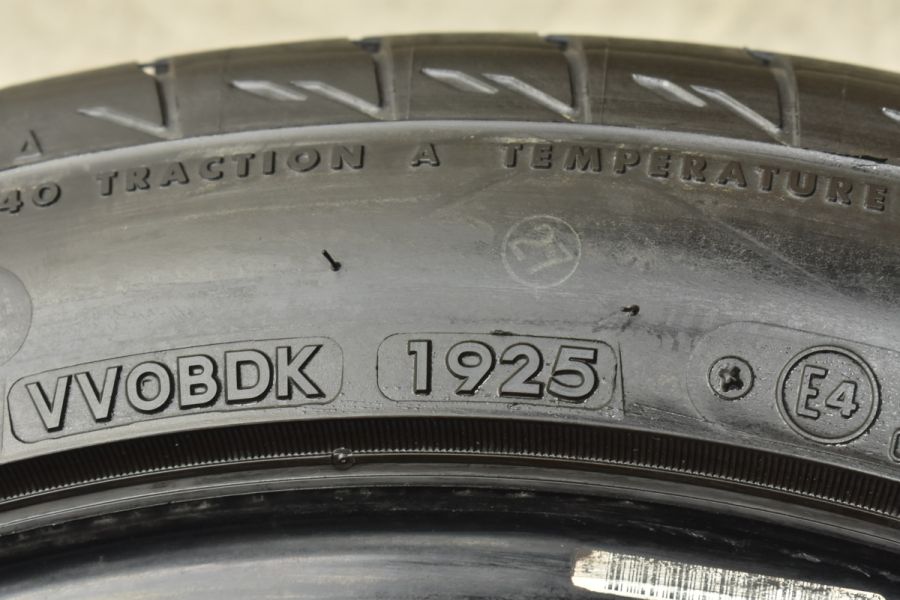 40 TRACTION A TEMPERATURE
VVOBDK 1925 E4